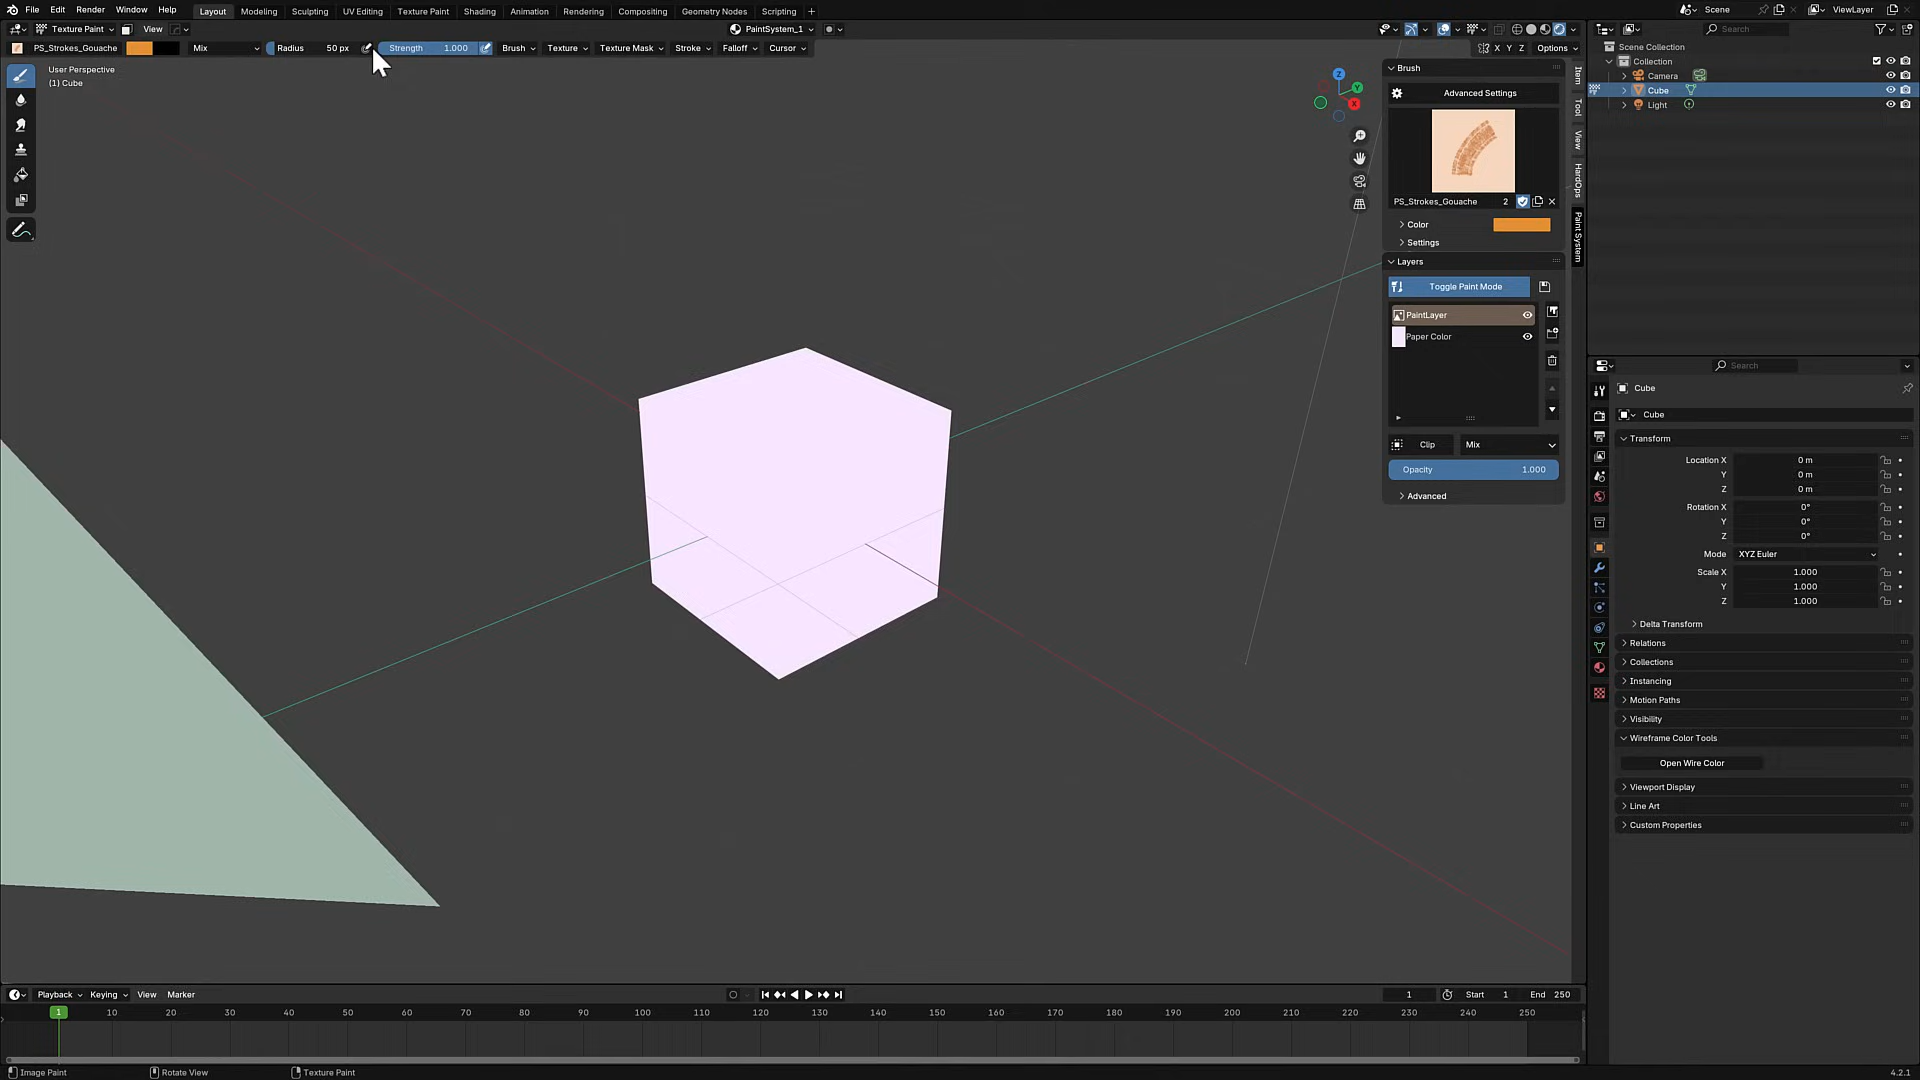 File Edit Render Window Help Layout Modeling Sculpting UV Editing Texture Paint Shading Animation Rendering Compositing Geometry Nodes Scripting + Scene ViewLayer
Texture Paint View PaintSystem_1 Search
PS_Strokes_Gouache Mix Radius 50 px Strength 1.000 Brush Texture Texture Mask Stroke Falloff Cursor X Y Z Options
User Perspective
(1) Cube
Z
Y
X
Brush
Advanced Settings
PS_Strokes_Gouache 2
Color
Settings
Layers
Toggle Paint Mode
PaintLayer
Paper Color
Clip Mix
Opacity 1.000
Advanced
Item
Tool
View
HardOps
Paint System
Scene Collection
Collection
Camera
Cube
Light
Search
Cube
Cube
Transform
Location X 0 m
Y 0 m
Z 0 m
Rotation X 0°
Y 0°
Z 0°
Mode XYZ Euler
Scale X 1.000
Y 1.000
Z 1.000
Delta Transform
Relations
Collections
Instancing
Motion Paths
Visibility
Wireframe Color Tools
Open Wire Color
Viewport Display
Line Art
Custom Properties
Playback Keying View Marker 1 Start 1 End 250
1 10 20 30 40 50 60 70 80 90 100 110 120 130 140 150 160 170 180 190 200 210 220 230 240 250
Image Paint Rotate View Texture Paint 4.2.1